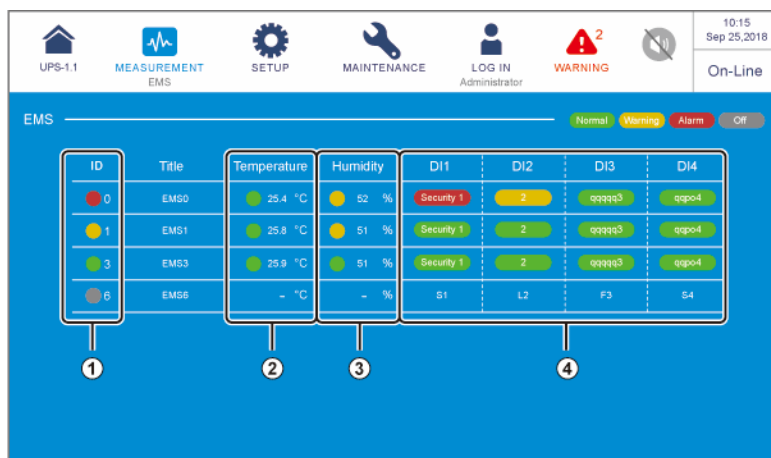 10:15
Sep 25,2018
2
UPS-1.1 MEASUREMENT SETUP MAINTENANCE LOG IN WARNING On-Line
EMS Administrator
EMS Normal Warning Alarm Off
ID Title Temperature Humidity DI1 DI2 DI3 DI4
0 EMS0 25.4 °C 52 % Security 1 2 qqqqq3 qqpo4
1 EMS1 25.8 °C 51 % Security 1 2 qqqqq3 qqpo4
3 EMS3 25.9 °C 51 % Security 1 2 qqqqq3 qqpo4
6 EMS6 – °C – % S1 L2 F3 S4
1 2 3 4